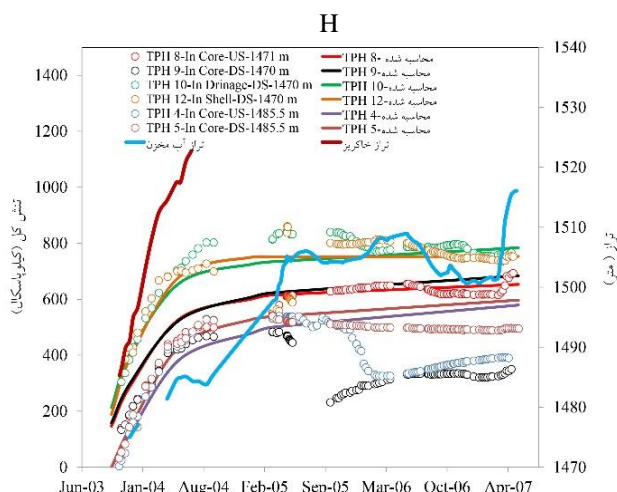 H
1500
1400
1200
1000
800
600
400
200
0
تنش کل (کیلوپاسکال)
TPH 8-In Core-US-1471 m
TPH 9-In Core-DS-1470 m
TPH 10-In Drinage-DS-1470 m
TPH 12-In Shell-DS-1470 m
TPH 4-In Core-US-1485.5 m
TPH 5-In Core-DS-1485.5 m
تراز آب مخزن
TPH 8-محاسبه شده
TPH 9-محاسبه شده
TPH 10-محاسبه شده
TPH 12-محاسبه شده
TPH 4-محاسبه شده
TPH 5-محاسبه شده
تراز خاکریز
1540
1530
1520
1510
1500
1490
1480
1470
تراز (متر)
Jun-03
Jan-04
Aug-04
Feb-05
Sep-05
Mar-06
Oct-06
Apr-07